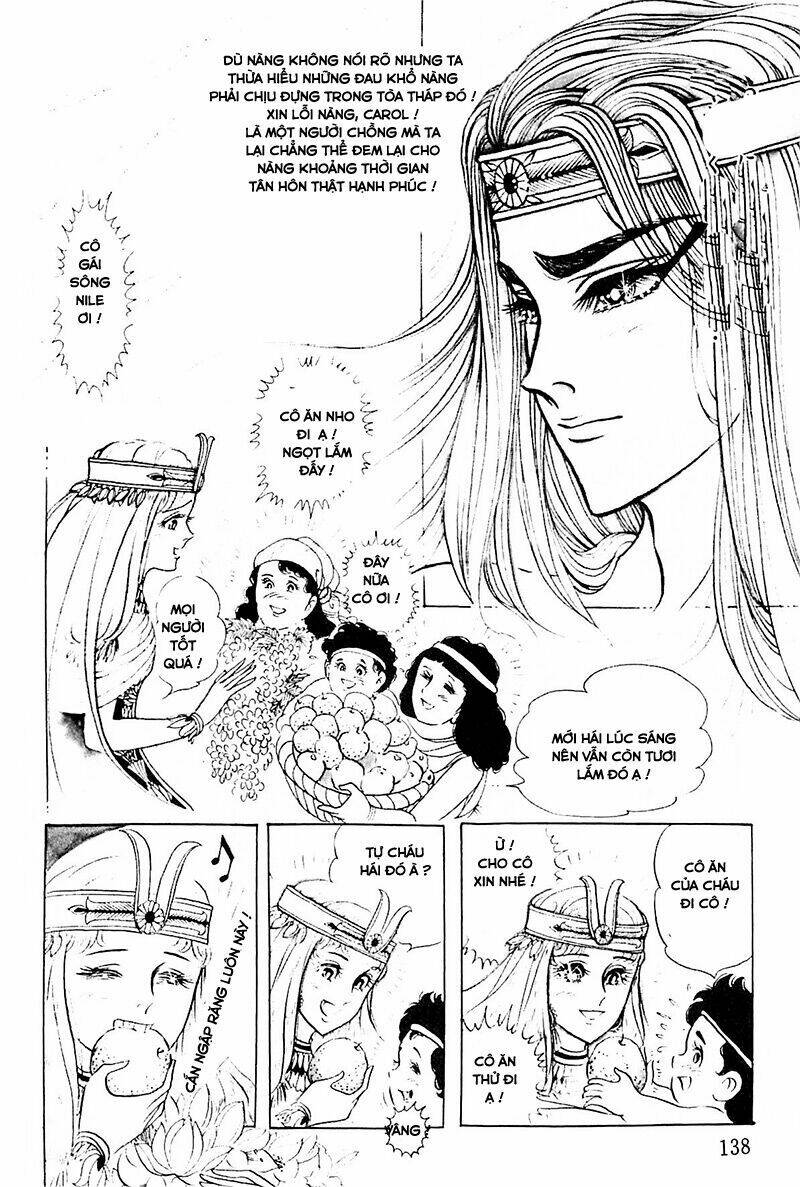 DÙ NÀNG KHÔNG NÓI RÕ NHƯNG TA
THỪA HIỂU NHỮNG ĐAU KHỔ NÀNG
PHẢI CHỊU ĐỰNG TRONG TÒA THÁP ĐÓ !
XIN LỖI NÀNG, CAROL !
LÀ MỘT NGƯỜI CHỒNG MÀ TA
LẠI CHẲNG THỂ ĐEM LẠI CHO
NÀNG KHOẢNG THỜI GIAN
TÂN HÔN THẬT HẠNH PHÚC !
CÔ
GÁI
SÔNG
NILE
ƠI !
CÔ ĂN NHO
ĐI Ạ !
NGỌT LẮM
ĐẤY !
ĐÂY
NỮA
CÔ ƠI !
MỌI
NGƯỜI
TỐT
QUÁ !
MỚI HÁI LÚC SÁNG
NÊN VẪN CÒN TƯƠI
LẮM ĐÓ Ạ !
CẮN NGẬP RĂNG LUÔN NÀY !
TỰ CHÁU
HÁI ĐÓ À ?
VÂNG
Ừ !
CHO CÔ
XIN NHÉ !
CÔ ĂN
CỦA CHÁU
ĐI CÔ !
CÔ ĂN
THỬ ĐI
Ạ !
138